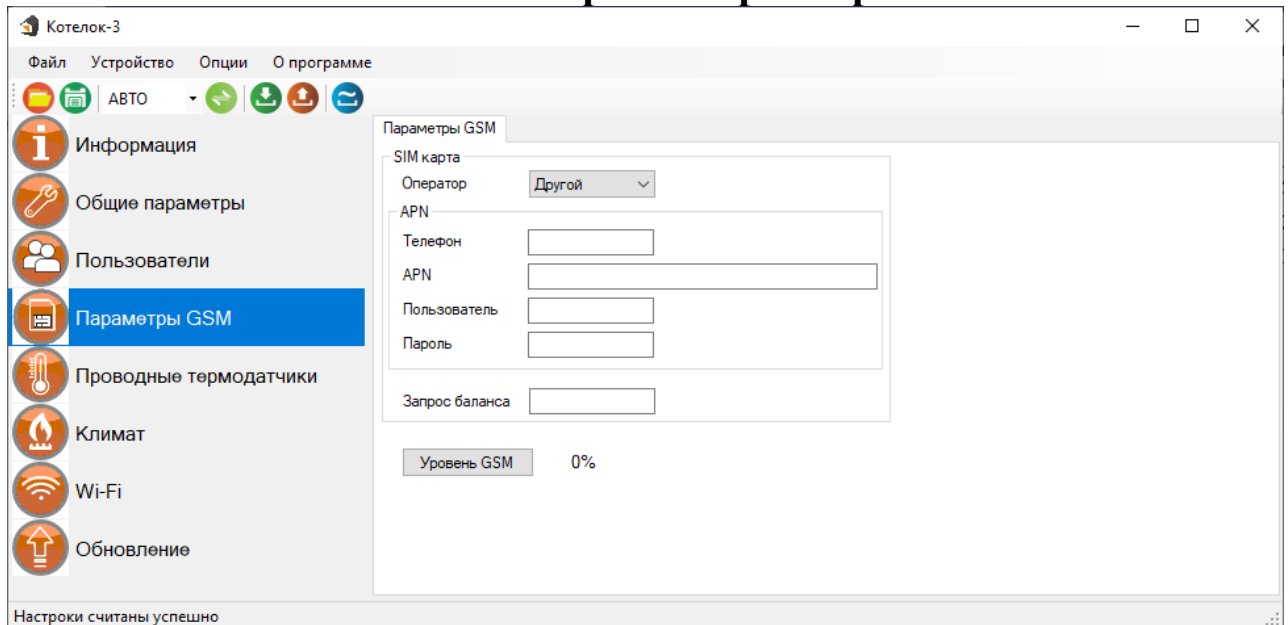 Котелок-3
Файл Устройство Опции О программе
АВТО
Информация
Общие параметры
Пользователи
Параметры GSM
Проводные термодатчики
Климат
Wi-Fi
Обновление
Параметры GSM
SIM карта
Оператор Другой
APN
Телефон
APN
Пользователь
Пароль
Запрос баланса
Уровень GSM 0%
Настроки считаны успешно